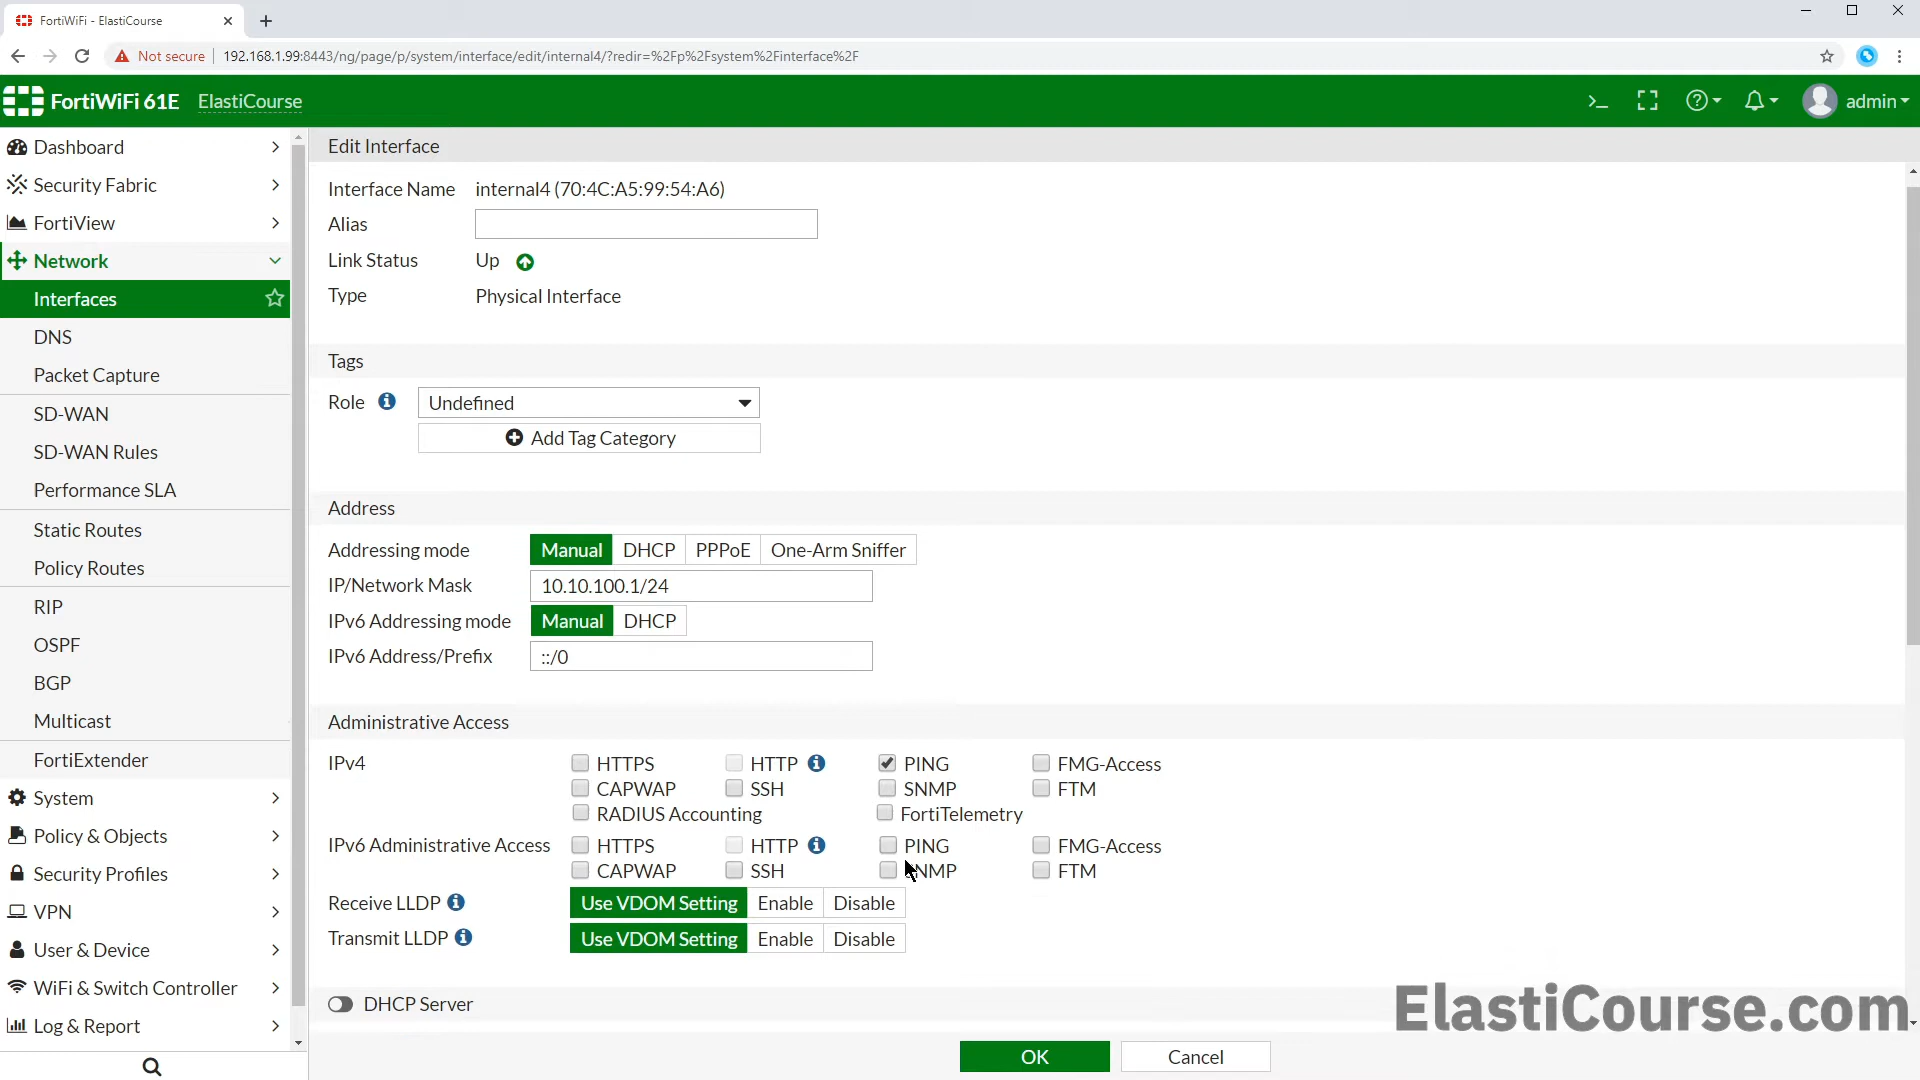 FortiWiFi - ElastiCourse
Not secure 192.168.1.99:8443/ng/page/p/system/interface/edit/internal4/?redir=%2Fp%2Fsystem%2Finterface%2F
FortiWiFi 61E ElastiCourse admin
Dashboard
Security Fabric
FortiView
Network
Interfaces
DNS
Packet Capture
SD-WAN
SD-WAN Rules
Performance SLA
Static Routes
Policy Routes
RIP
OSPF
BGP
Multicast
FortiExtender
System
Policy & Objects
Security Profiles
VPN
User & Device
WiFi & Switch Controller
Log & Report
Edit Interface
Interface Name internal4 (70:4C:A5:99:54:A6)
Alias
Link Status Up
Type Physical Interface
Tags
Role Undefined
Add Tag Category
Address
Addressing mode Manual DHCP PPPoE One-Arm Sniffer
IP/Network Mask 10.10.100.1/24
IPv6 Addressing mode Manual DHCP
IPv6 Address/Prefix ::/0
Administrative Access
IPv4 HTTPS HTTP PING FMG-Access
CAPWAP SSH SNMP FTM
RADIUS Accounting FortiTelemetry
IPv6 Administrative Access HTTPS HTTP PING FMG-Access
CAPWAP SSH SNMP FTM
Receive LLDP Use VDOM Setting Enable Disable
Transmit LLDP Use VDOM Setting Enable Disable
DHCP Server
ElastiCourse.com
OK Cancel